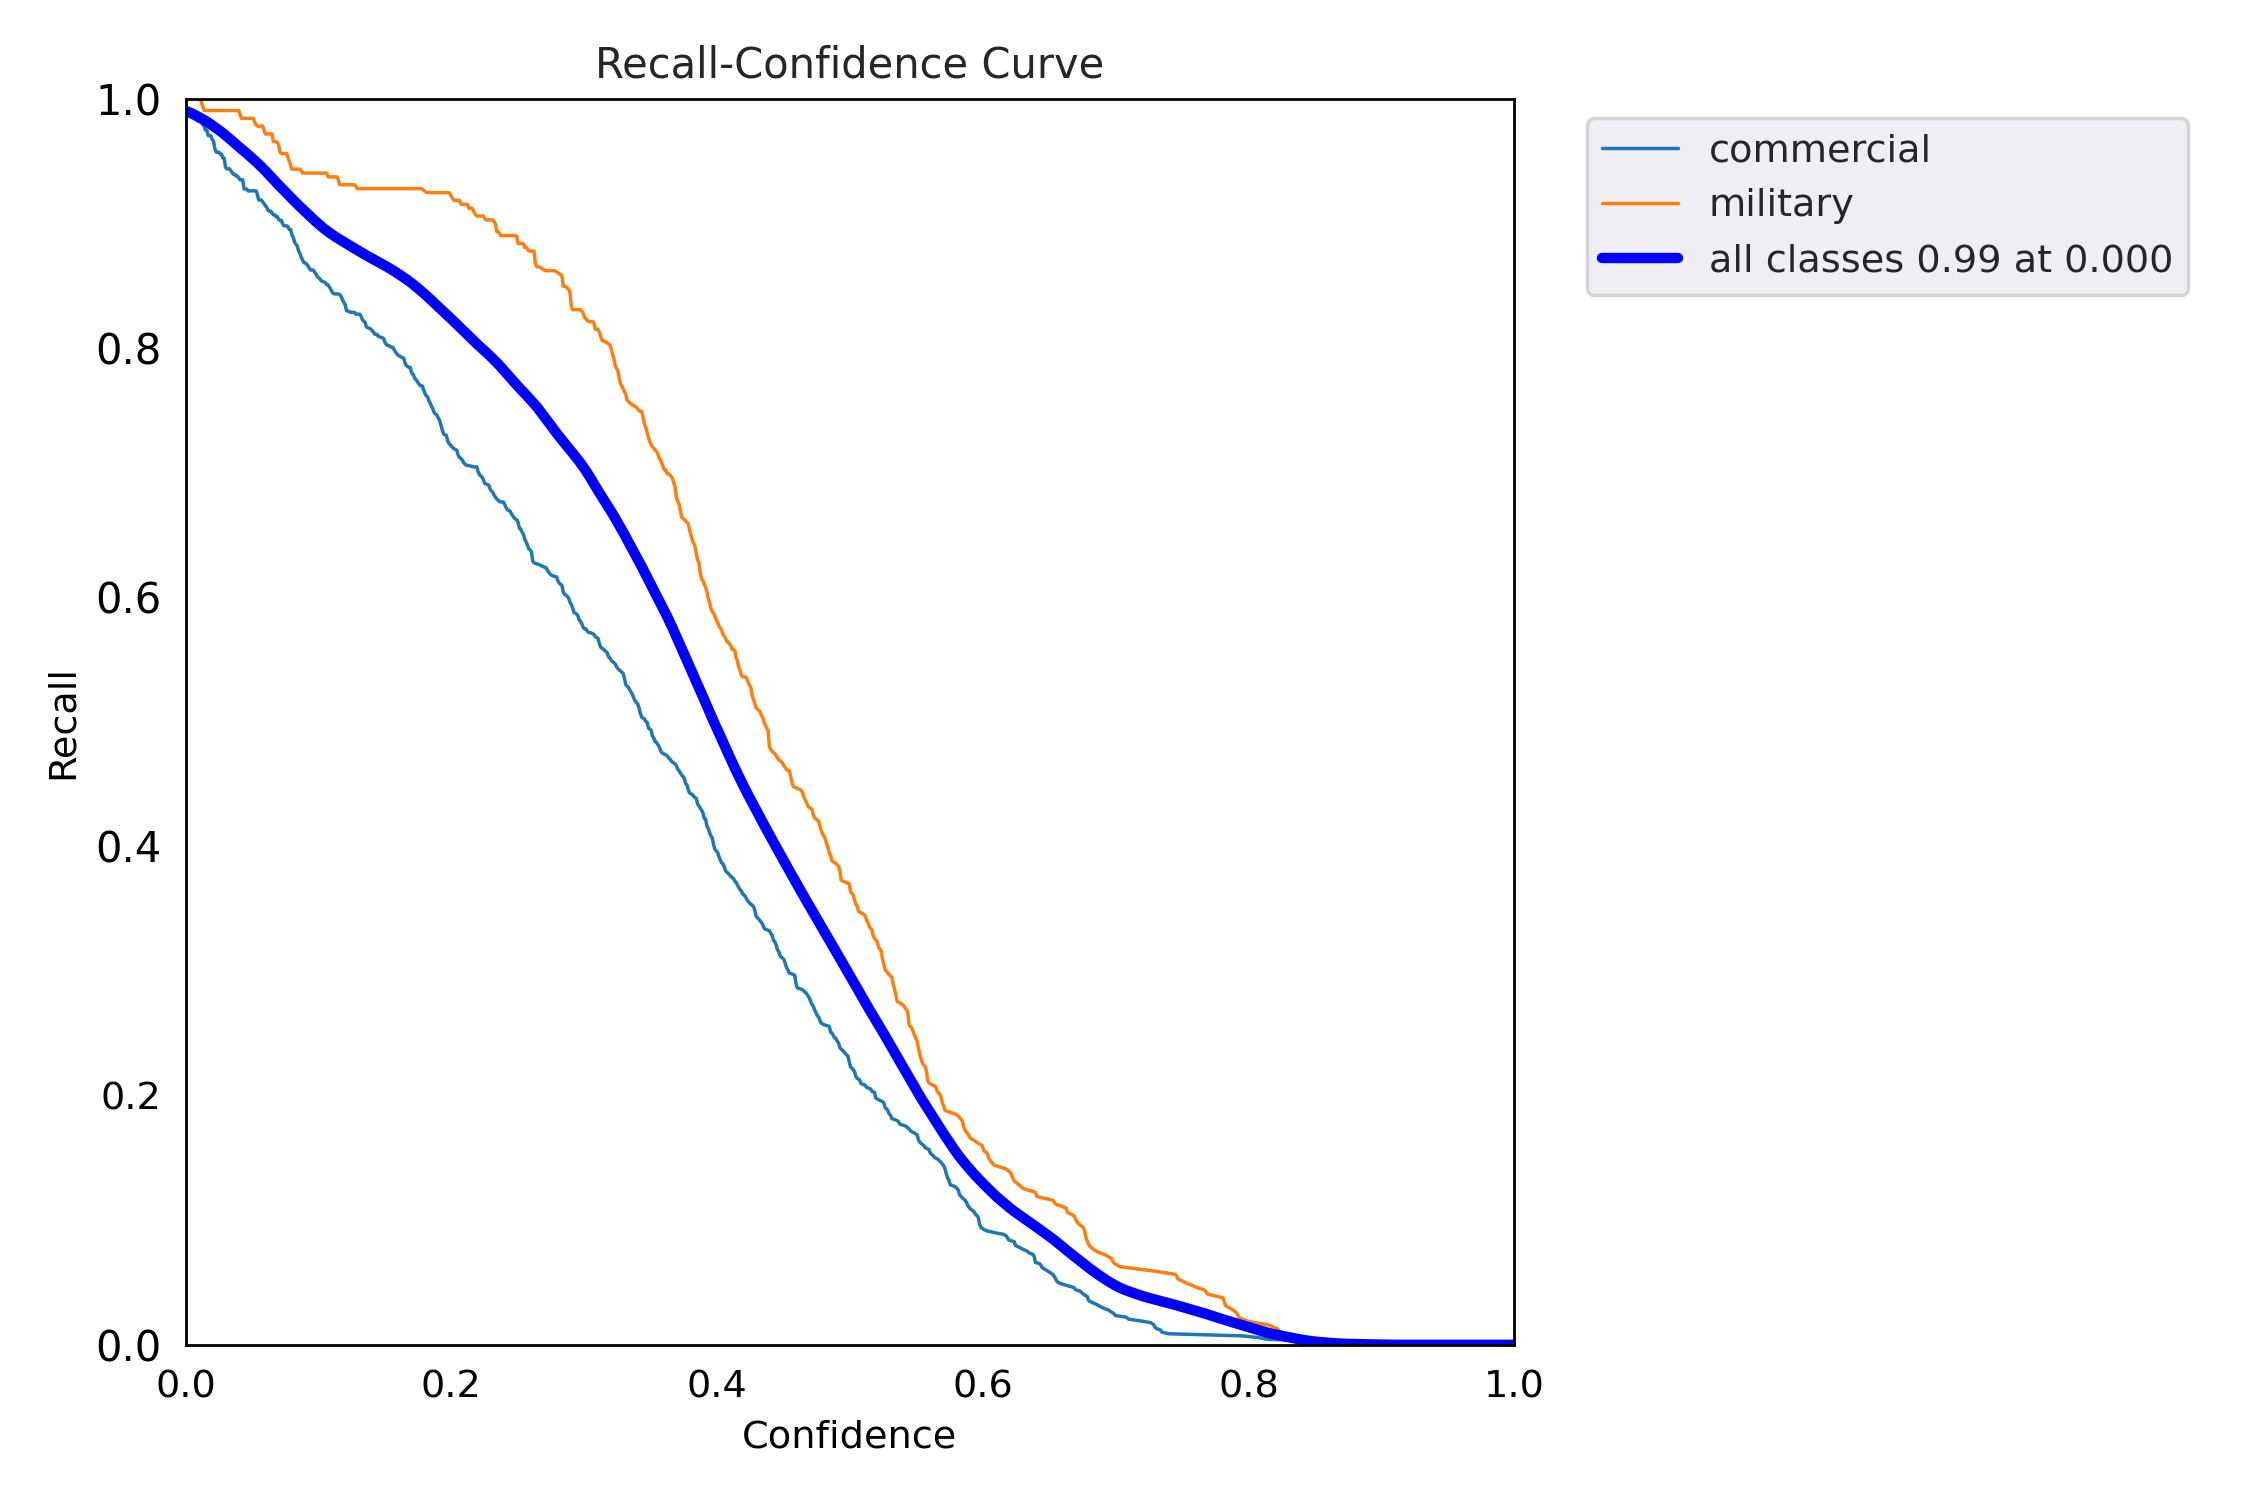 Recall-Confidence Curve
1.0
0.8
0.6
0.4
0.2
0.0
Recall
0.0 0.2 0.4 0.6 0.8 1.0
Confidence
commercial
military
all classes 0.99 at 0.000